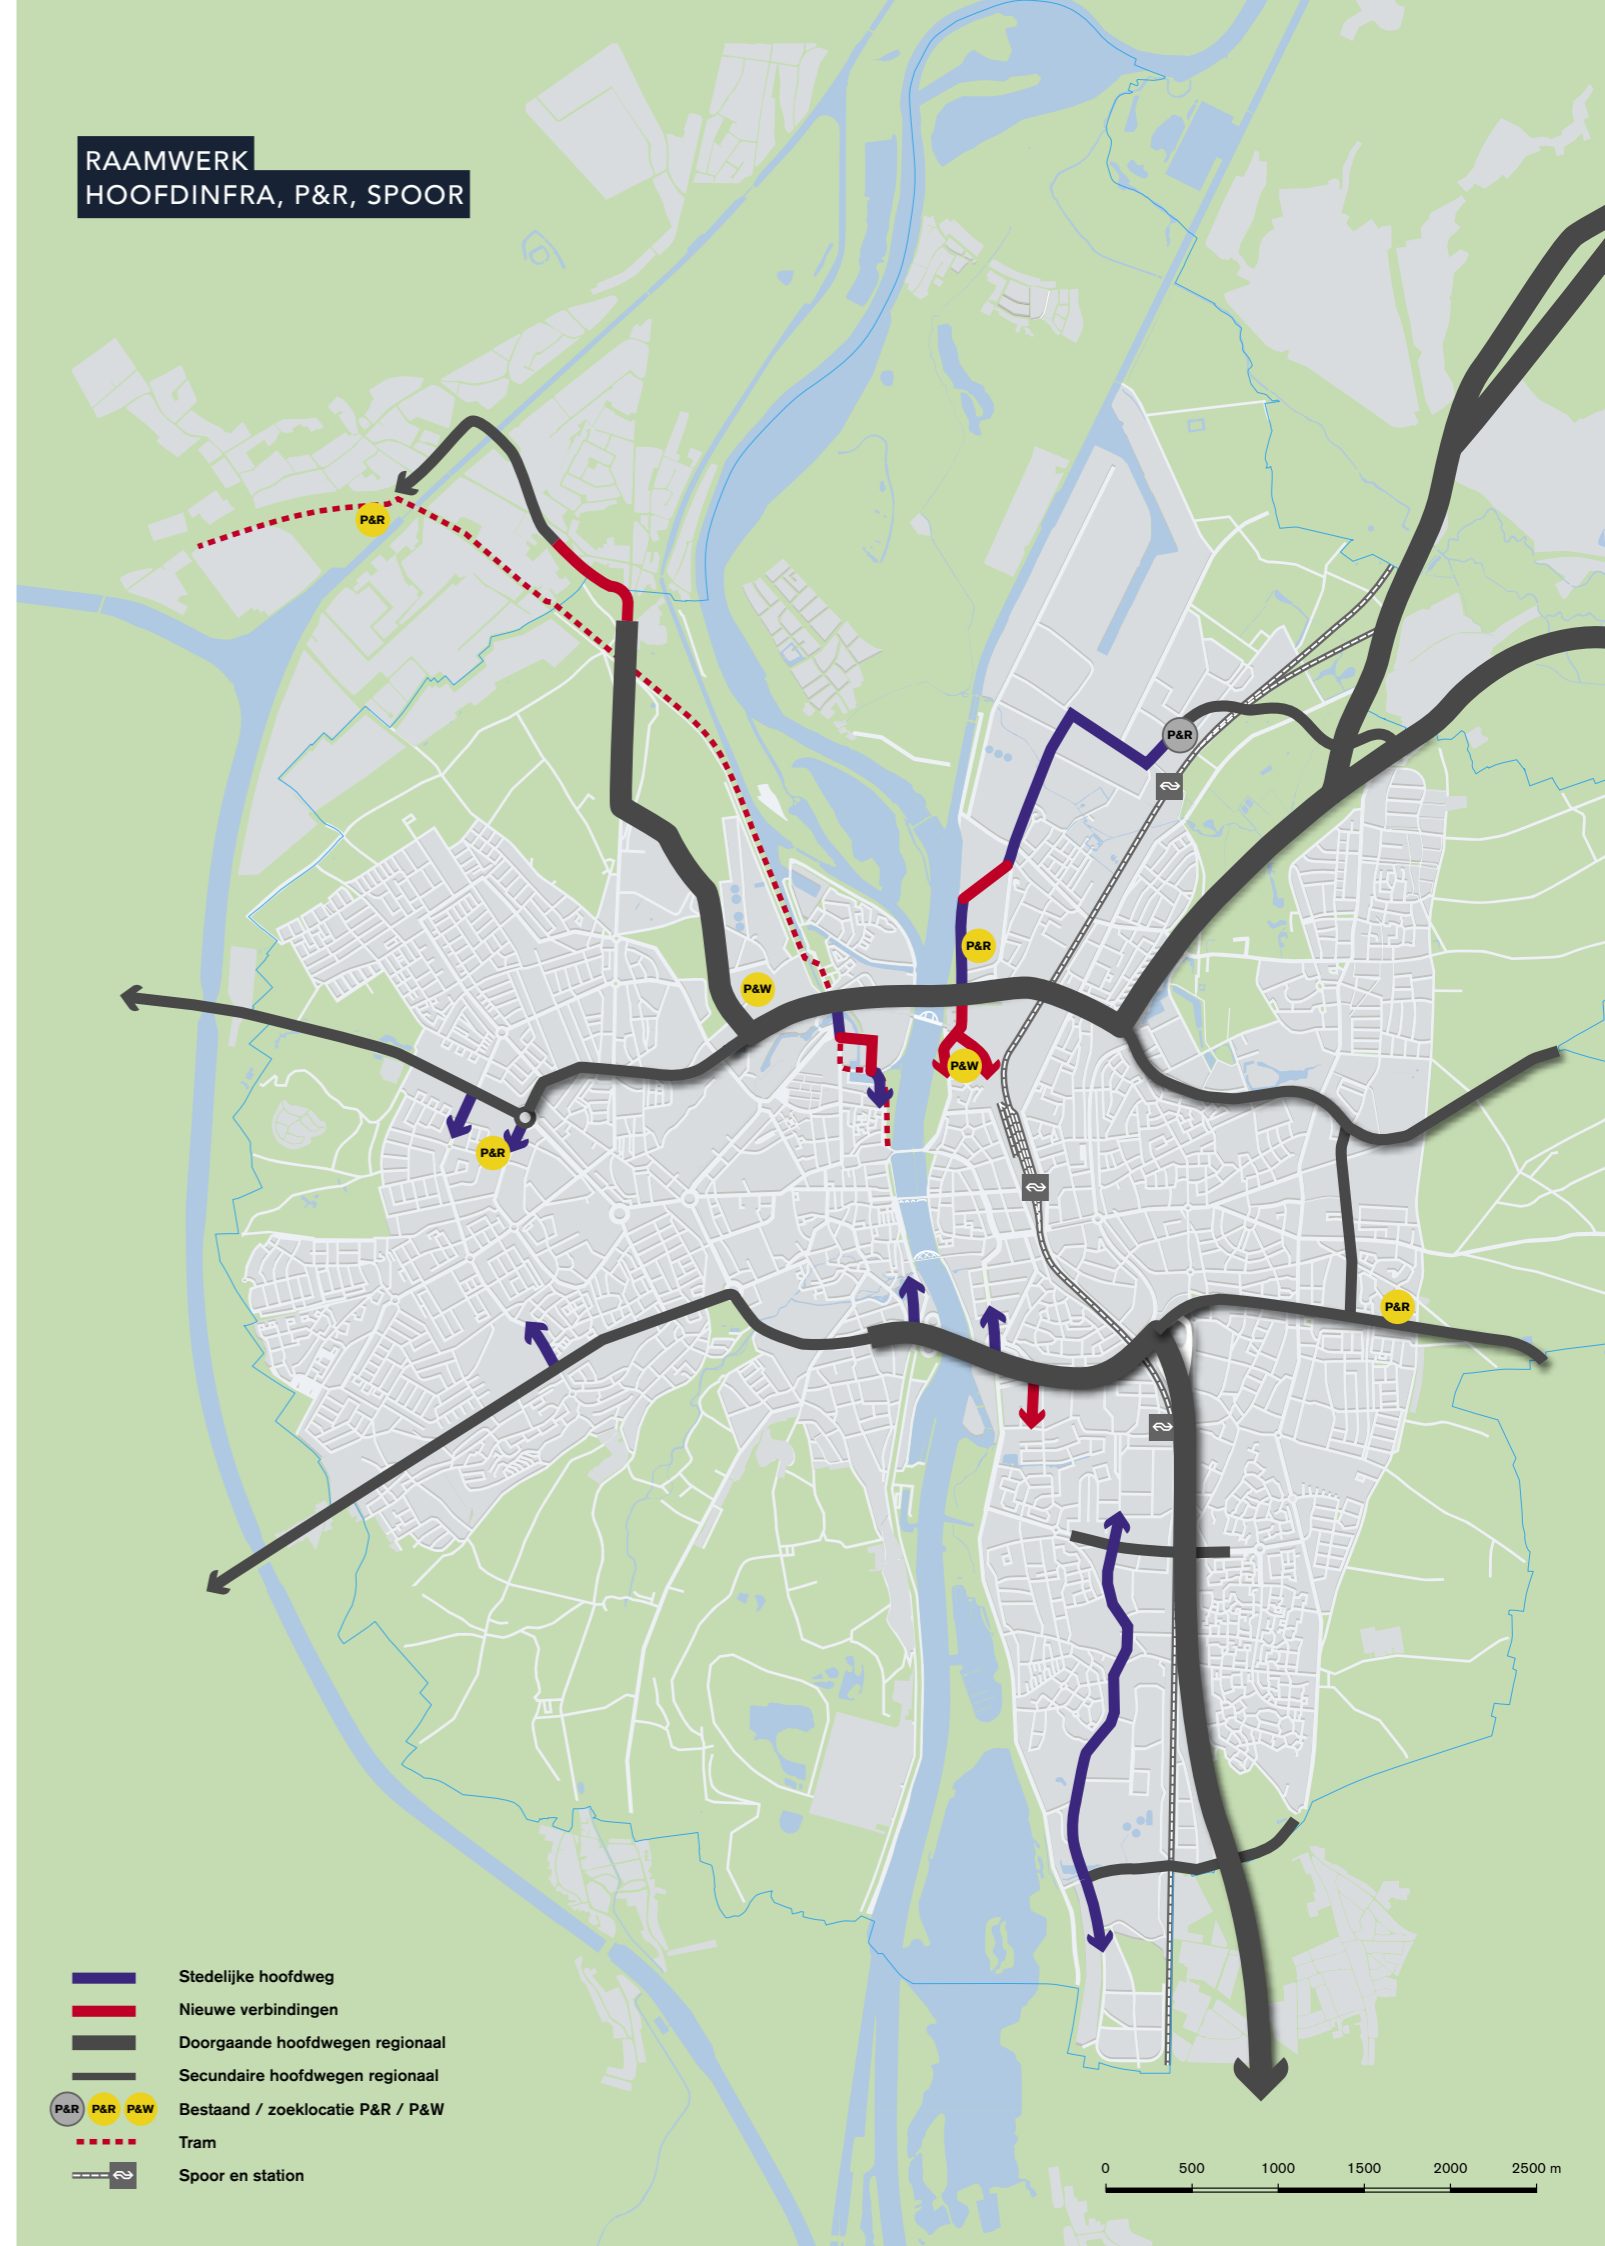 RAAMWERK
HOOFDINFRA, P&R, SPOOR
P&R
P&R
P&R
P&W
P&W
P&R
P&R
Stedelijke hoofdweg
Nieuwe verbindingen
Doorgaande hoofdwegen regionaal
Secundaire hoofdwegen regionaal
P&R P&R P&W Bestaand / zoeklocatie P&R / P&W
Tram
Spoor en station
0 500 1000 1500 2000 2500 m